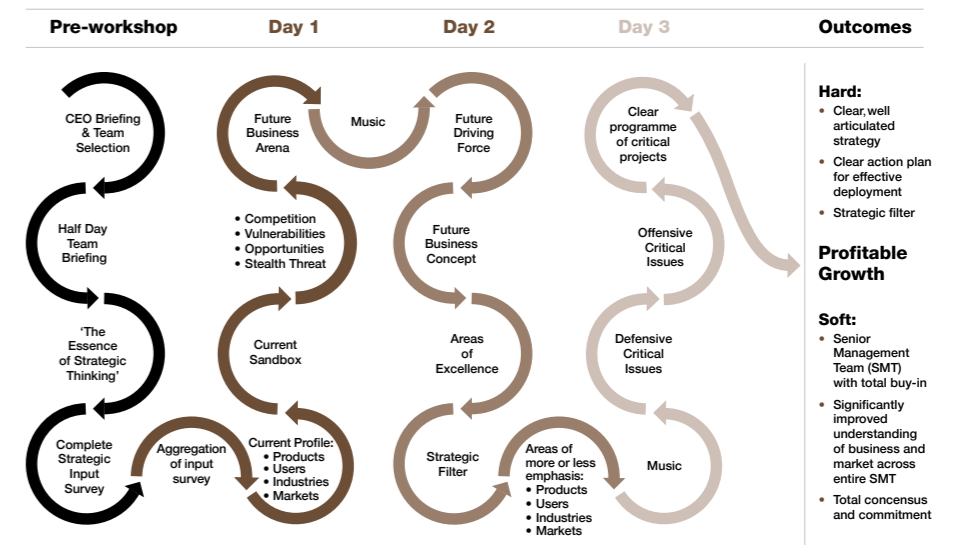 Pre-workshop
Day 1
Day 2
Day 3
Outcomes
CEO Briefing
& Team
Selection
Half Day
Team
Briefing
‘The
Essence
of Strategic
Thinking’
Complete
Strategic
Input
Survey
Aggregation
of input
survey
Current Profile:
• Products
• Users
• Industries
• Markets
Current
Sandbox
• Competition
• Vulnerabilities
• Opportunities
• Stealth Threat
Future
Business
Arena
Music
Future
Driving
Force
Future
Business
Concept
Areas
of
Excellence
Strategic
Filter
Areas of
more or less
emphasis:
• Products
• Users
• Industries
• Markets
Music
Defensive
Critical
Issues
Offensive
Critical
Issues
Clear
programme
of critical
projects
Hard:
• Clear, well
articulated
strategy
• Clear action plan
for effective
deployment
• Strategic filter
Profitable
Growth
Soft:
• Senior
Management
Team (SMT)
with total buy-in
• Significantly
improved
understanding
of business and
market across
entire SMT
• Total concensus
and commitment